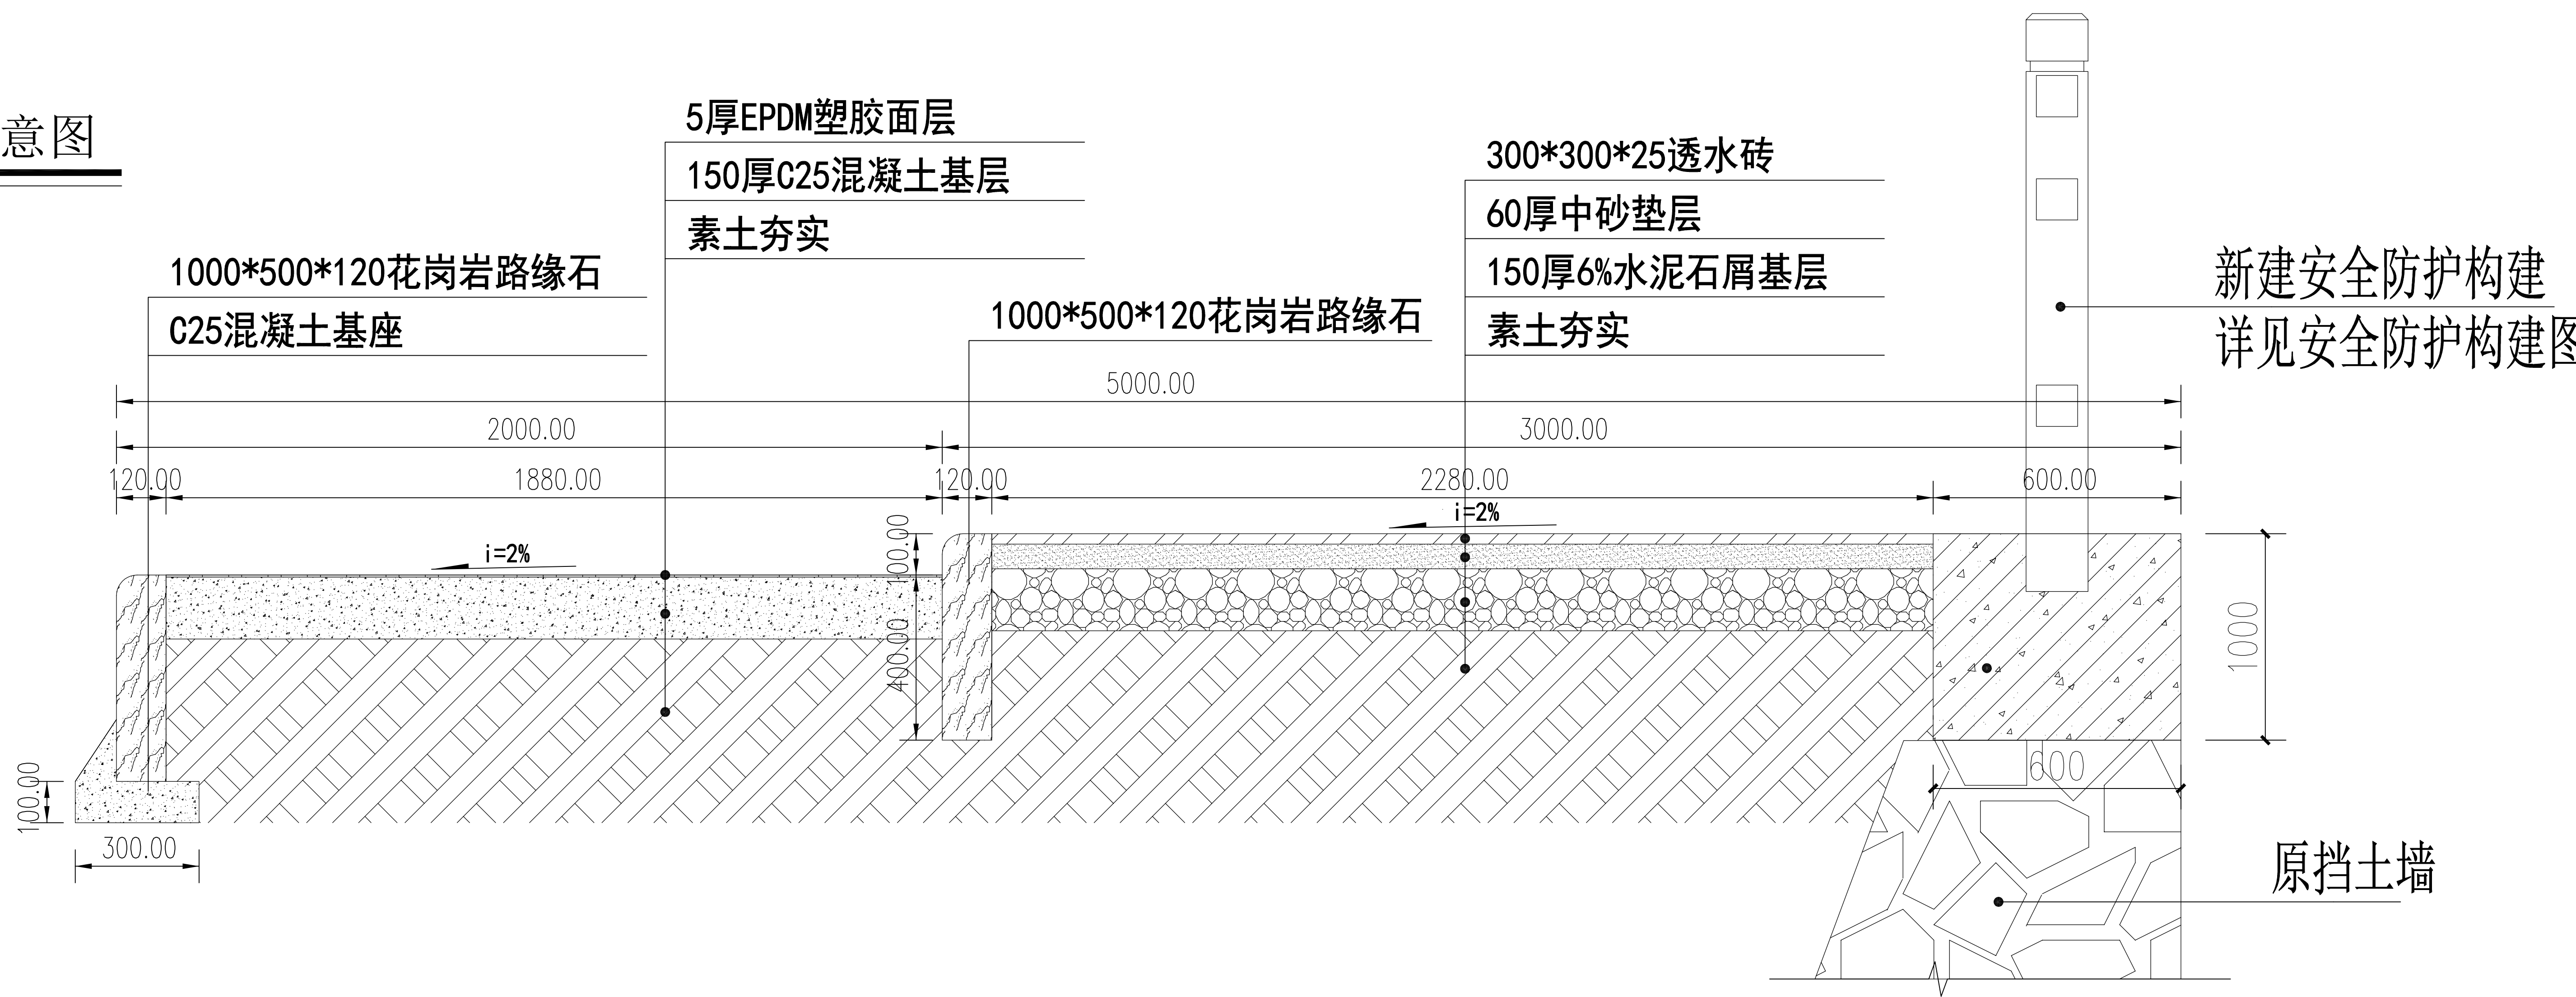 意图
5厚EPDM塑胶面层
150厚C25混凝土基层
素土夯实
300*300*25透水砖
60厚中砂垫层
150厚6%水泥石屑基层
素土夯实
1000*500*120花岗岩路缘石
C25混凝土基座
1000*500*120花岗岩路缘石
新建安全防护构建
详见安全防护构建图
5000.00
2000.00
3000.00
120.00
1880.00
120.00
2280.00
600.00
i=2%
i=2%
100.00
400.00
1000
600
100.00
300.00
原挡土墙